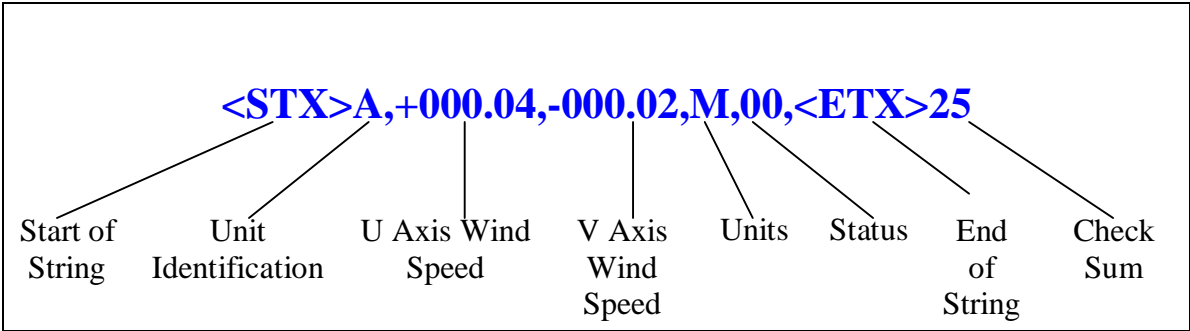 <STX>A,+000.04,-000.02,M,00,<ETX>25
Start of String
Unit Identification
U Axis Wind Speed
V Axis Wind Speed
Units
Status
End of String
Check Sum